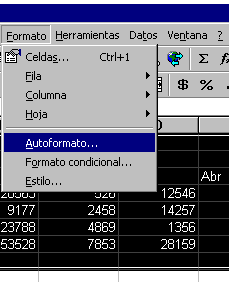 Formato Herramientas Datos Ventana ?
Celdas... Ctrl+1
Fila
Columna
Hoja
Autoformato...
Formato condicional...
Estilo...
Σ
$ %
D
Abr
12546
9177 2458 14257
23788 4869 1356
53528 7853 28159